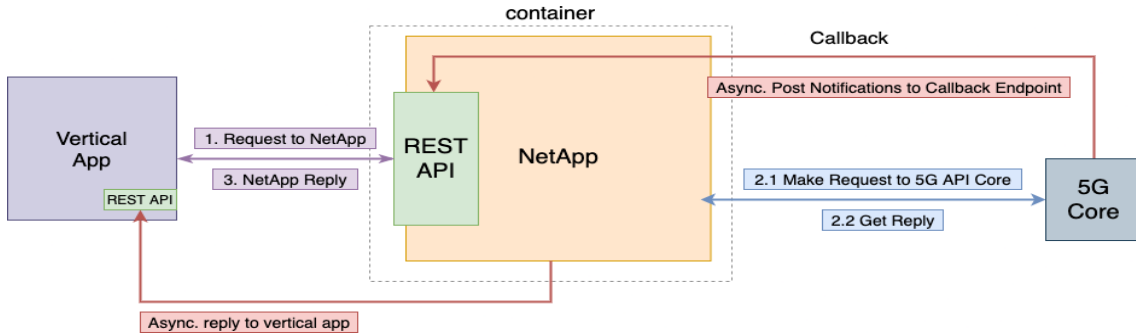 container
Callback
Async. Post Notifications to Callback Endpoint
Vertical
App
REST API
1. Request to NetApp
3. NetApp Reply
REST
API
NetApp
2.1 Make Request to 5G API Core
2.2 Get Reply
5G
Core
Async. reply to vertical app